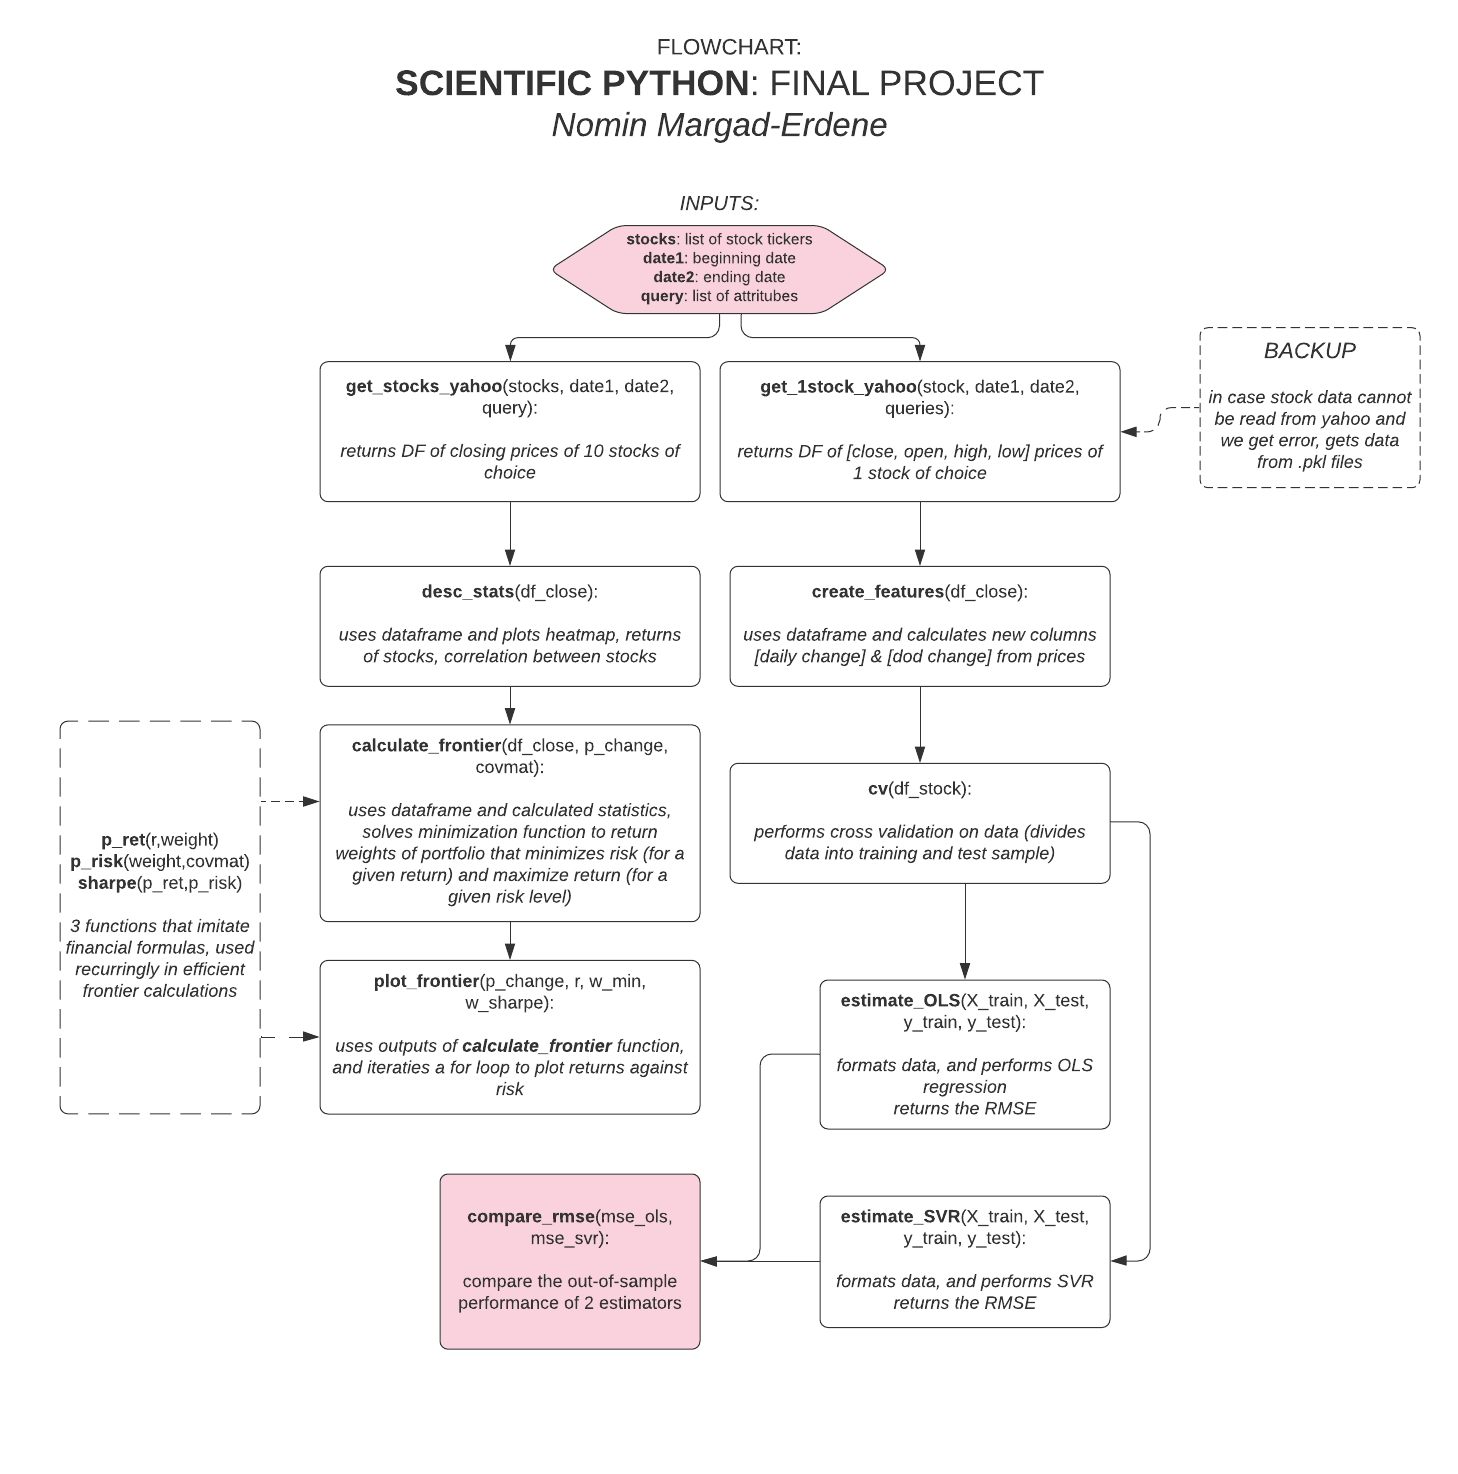 FLOWCHART:
SCIENTIFIC PYTHON: FINAL PROJECT
Nomin Margad-Erdene
INPUTS:
stocks: list of stock tickers
date1: beginning date
date2: ending date
query: list of attritubes
get_stocks_yahoo(stocks, date1, date2,
query):
returns DF of closing prices of 10 stocks of
choice
get_1stock_yahoo(stock, date1, date2,
queries):
returns DF of [close, open, high, low] prices of
1 stock of choice
BACKUP
in case stock data cannot
be read from yahoo and
we get error, gets data
from .pkl files
desc_stats(df_close):
uses dataframe and plots heatmap, returns
of stocks, correlation between stocks
create_features(df_close):
uses dataframe and calculates new columns
[daily change] & [dod change] from prices
p_ret(r,weight)
p_risk(weight,covmat)
sharpe(p_ret,p_risk)
3 functions that imitate
financial formulas, used
recurringly in efficient
frontier calculations
calculate_frontier(df_close, p_change,
covmat):
uses dataframe and calculated statistics,
solves minimization function to return
weights of portfolio that minimizes risk (for a
given return) and maximize return (for a
given risk level)
cv(df_stock):
performs cross validation on data (divides
data into training and test sample)
plot_frontier(p_change, r, w_min,
w_sharpe):
uses outputs of calculate_frontier function,
and iteraties a for loop to plot returns against
risk
estimate_OLS(X_train, X_test,
y_train, y_test):
formats data, and performs OLS
regression
returns the RMSE
compare_rmse(mse_ols,
mse_svr):
compare the out-of-sample
performance of 2 estimators
estimate_SVR(X_train, X_test,
y_train, y_test):
formats data, and performs SVR
returns the RMSE